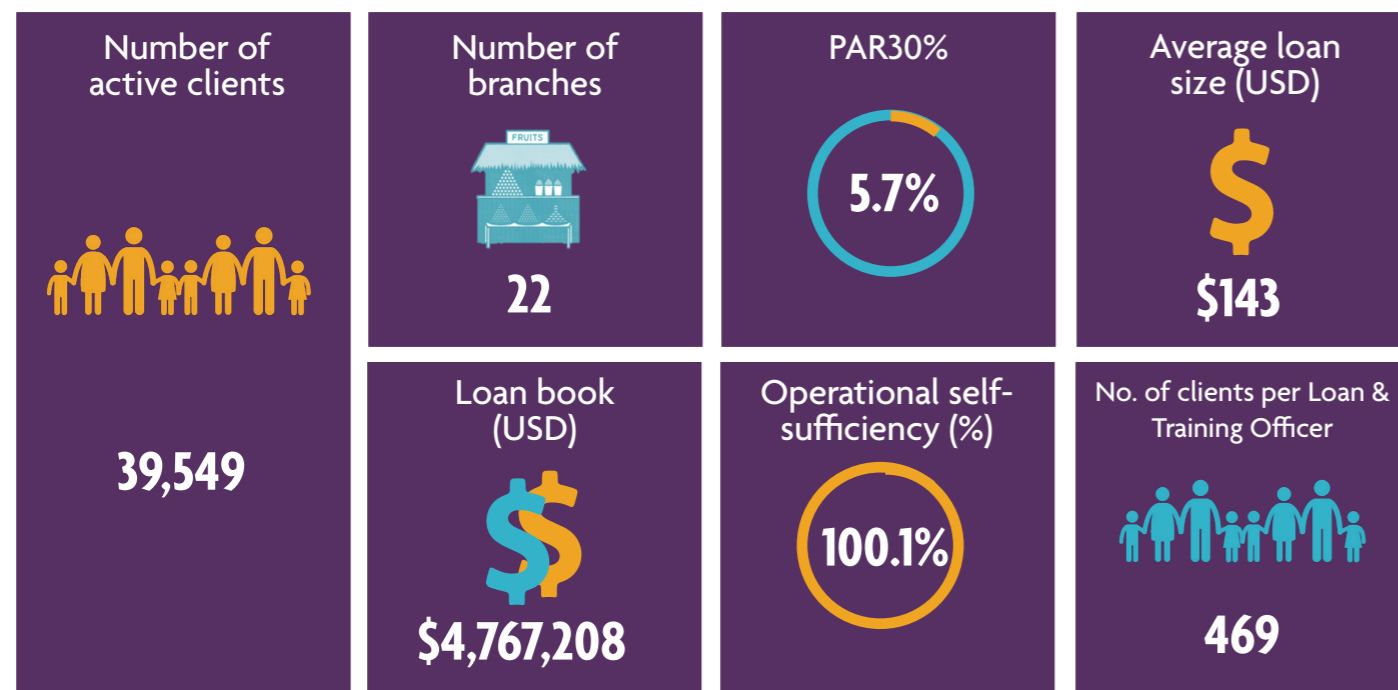 Number of
active clients
39,549
Number of
branches
FRUITS
22
PAR30%
5.7%
Average loan
size (USD)
$143
Loan book
(USD)
$4,767,208
Operational self-
sufficiency (%)
100.1%
No. of clients per Loan &
Training Officer
469